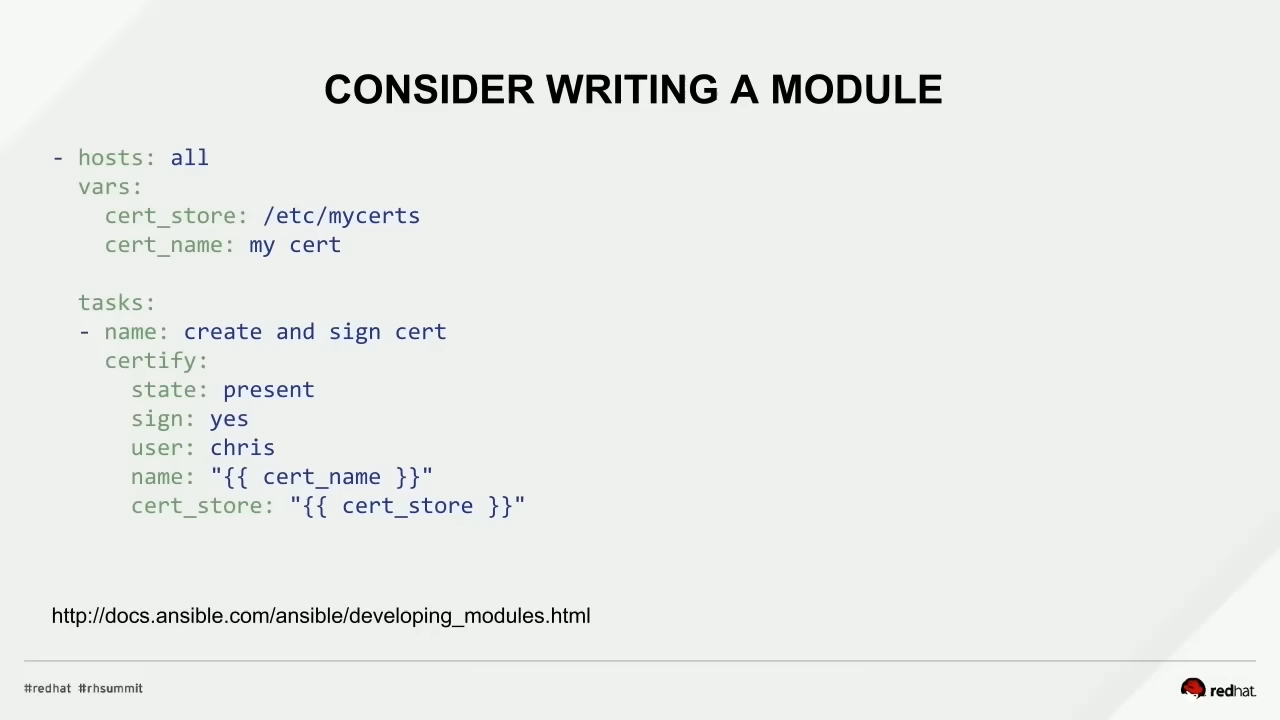 CONSIDER WRITING A MODULE
- hosts: all
  vars:
    cert_store: /etc/mycerts
    cert_name: my cert

  tasks:
  - name: create and sign cert
    certify:
      state: present
      sign: yes
      user: chris
      name: "{{ cert_name }}"
      cert_store: "{{ cert_store }}"
http://docs.ansible.com/ansible/developing_modules.html
#redhat #rhsummit
redhat.